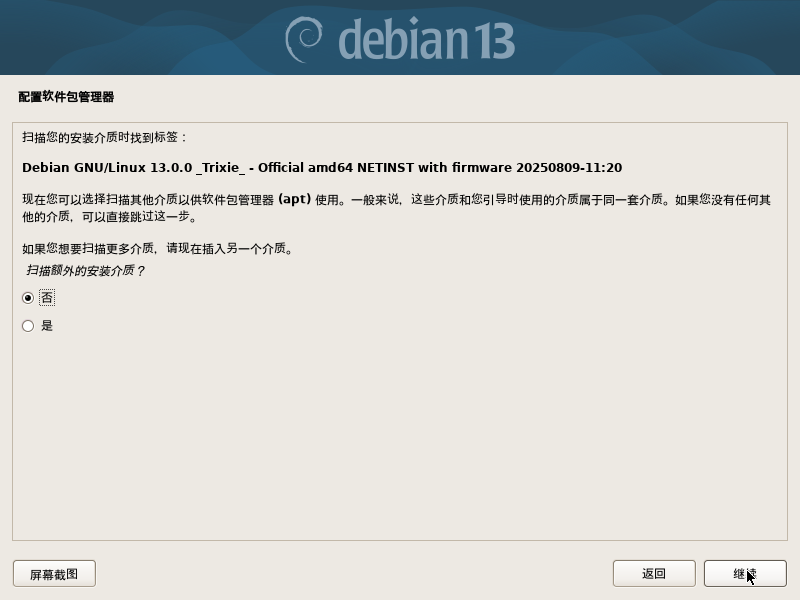 debian 13
配置软件包管理器
扫描您的安装介质时找到标签：
Debian GNU/Linux 13.0.0 _Trixie_ - Official amd64 NETINST with firmware 20250809-11:20
现在您可以选择扫描其他介质以供软件包管理器 (apt) 使用。一般来说，这些介质和您引导时使用的介质属于同一套介质。如果您没有任何其
他的介质，可以直接跳过这一步。
如果您想要扫描更多介质，请现在插入另一个介质。
扫描额外的安装介质？
否
是
屏幕截图
返回
继续